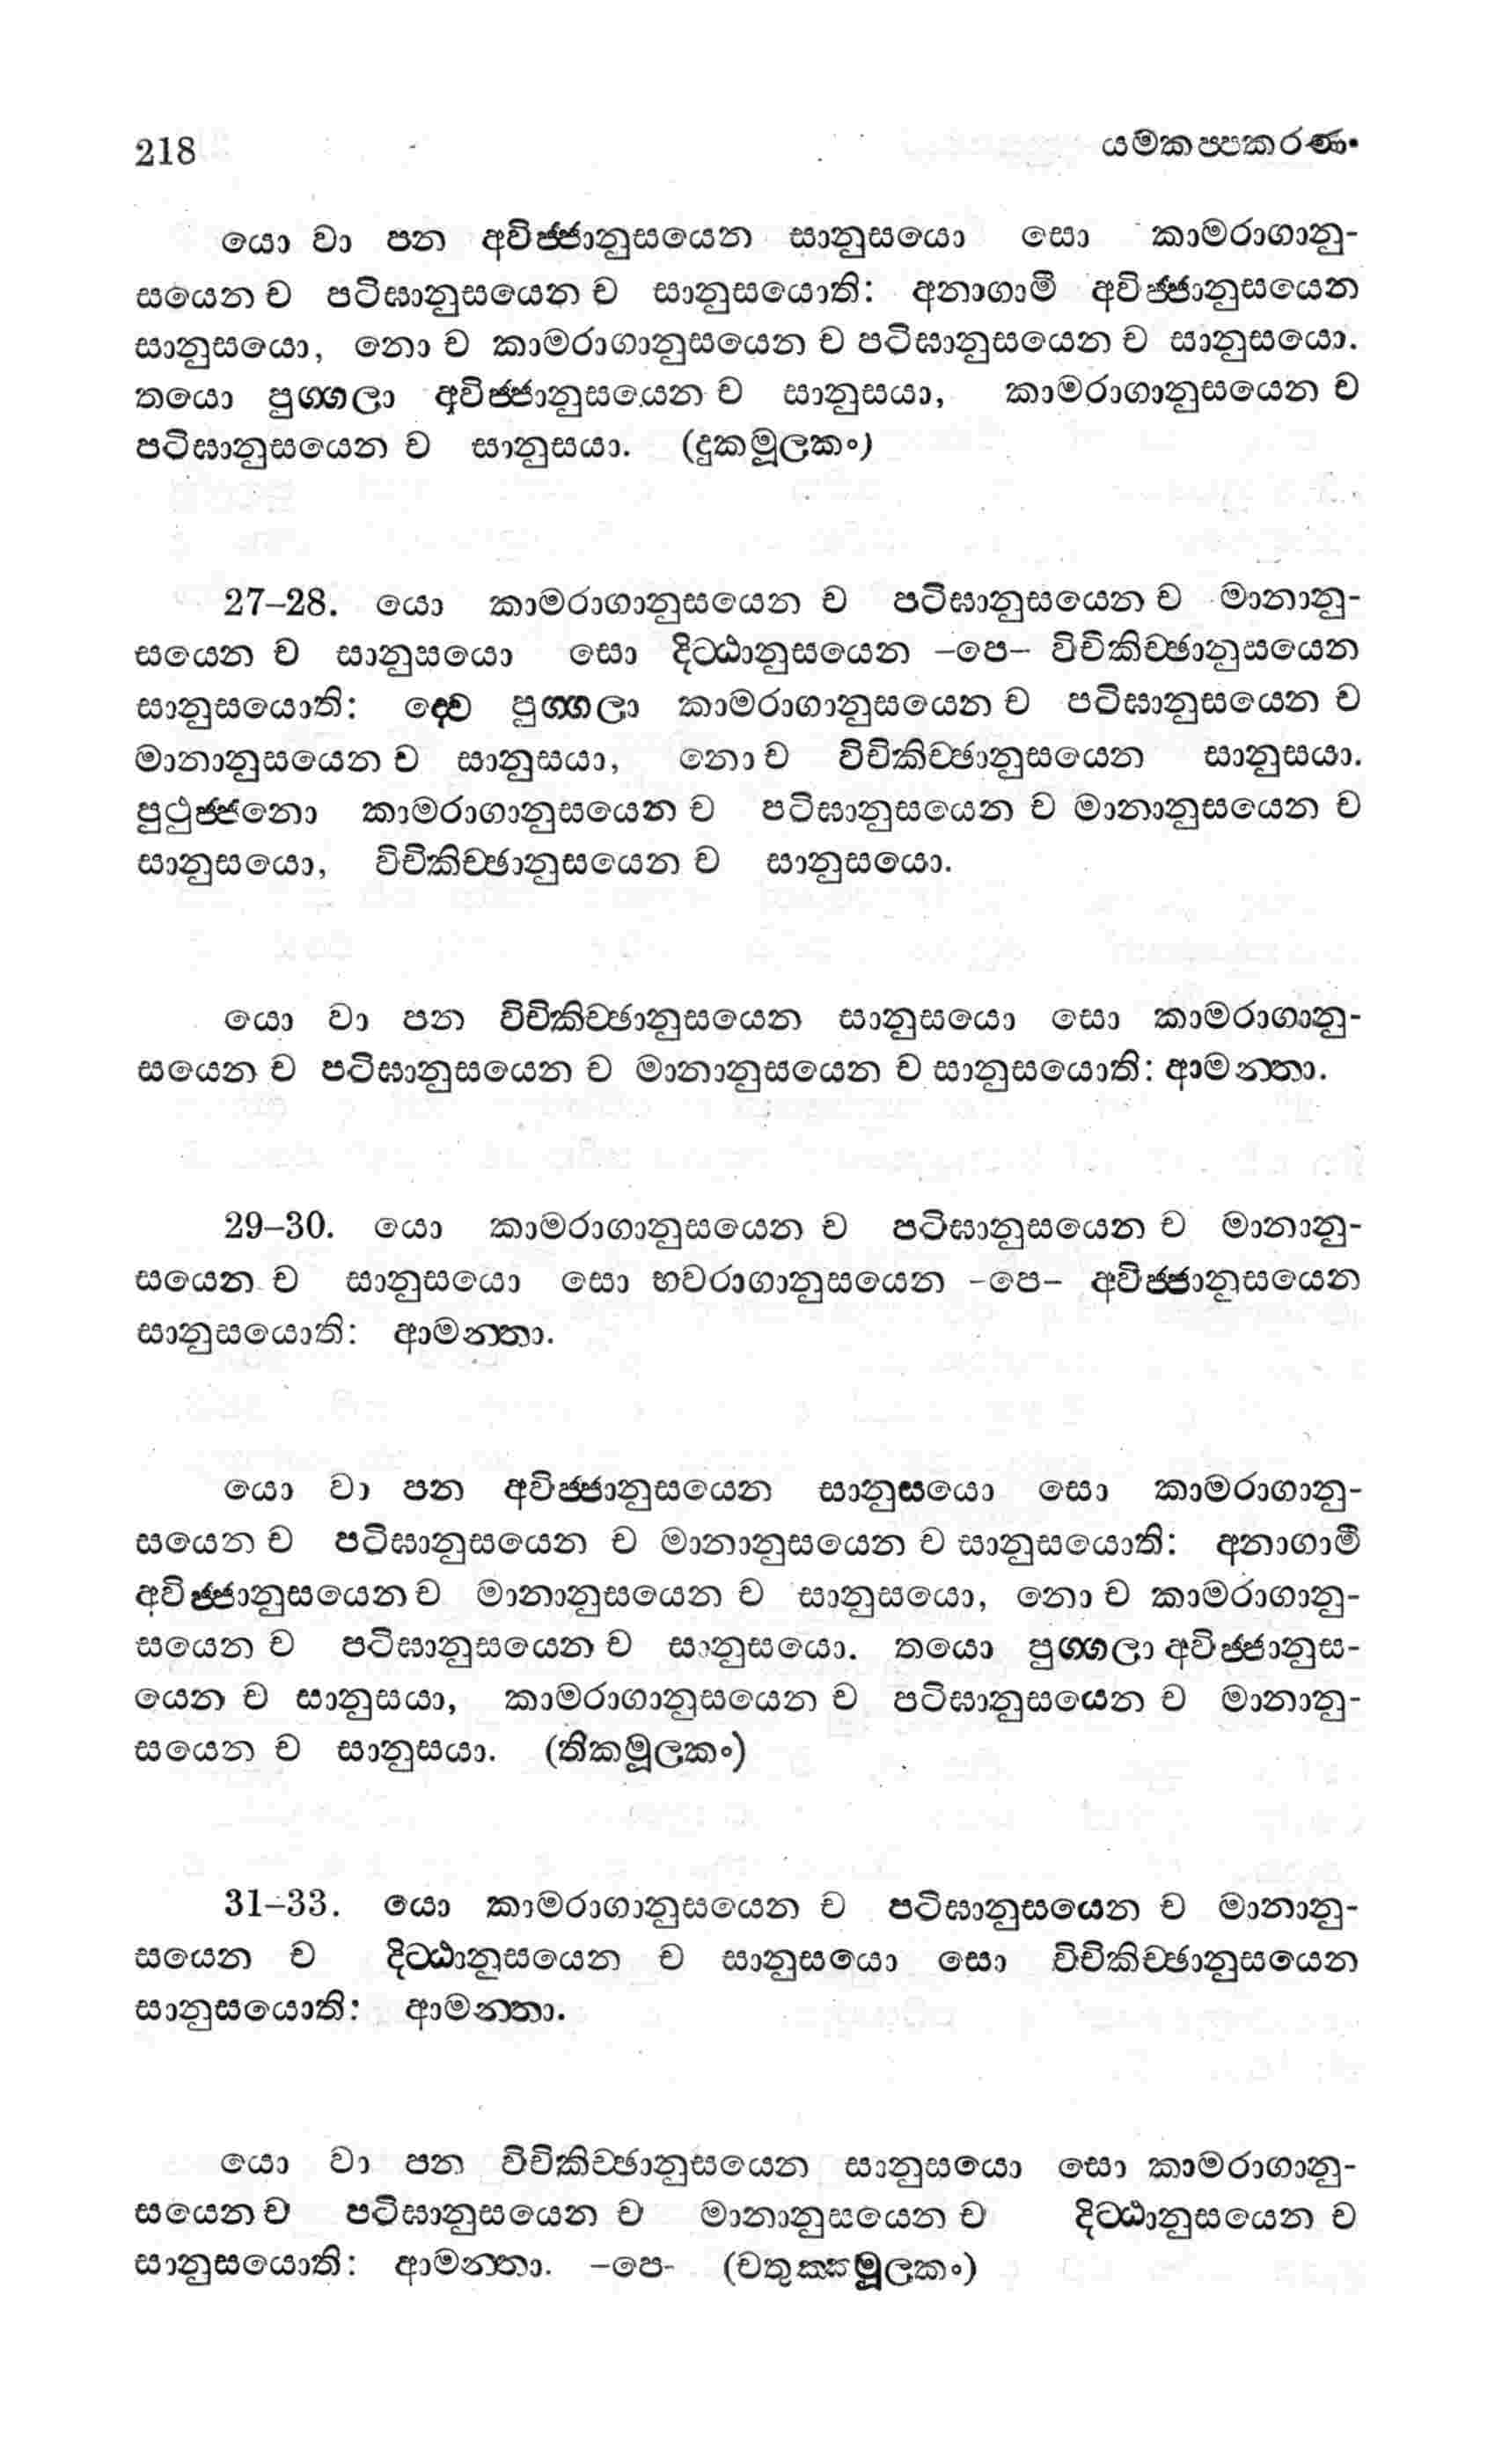 218 යමකප්පකරණං
යො වා පන අවිජ්ජානුසයෙන සානුසයො සො කාමරාගානු-
සයෙන ච පටිඝානුසයෙන ච සානුසයොති: අනාගාමී අවිජ්ජානුසයෙන
සානුසයො, නො ච කාමරාගානුසයෙන ච පටිඝානුසයෙන ච සානුසයො.
තයො පුග්ගලා අවිජ්ජානුසයෙන ච සානුසයා, කාමරාගානුසයෙන ච
පටිඝානුසයෙන ච සානුසයා. (දුකමූලකං)
27–28. යො කාමරාගානුසයෙන ච පටිඝානුසයෙන ච මානානු-
සයෙන ච සානුසයො සො දිට්ඨානුසයෙන –පෙ– විචිකිච්ඡානුසයෙන
සානුසයොති: ද්වෙ පුග්ගලා කාමරාගානුසයෙන ච පටිඝානුසයෙන ච
මානානුසයෙන ච සානුසයා, නො ච විචිකිච්ඡානුසයෙන සානුසයා.
පුථුජ්ජනො කාමරාගානුසයෙන ච පටිඝානුසයෙන ච මානානුසයෙන ච
සානුසයො, විචිකිච්ඡානුසයෙන ච සානුසයො.
යො වා පන විචිකිච්ඡානුසයෙන සානුසයො සො කාමරාගානු-
සයෙන ච පටිඝානුසයෙන ච මානානුසයෙන ච සානුසයොති: ආමන්තා.
29–30. යො කාමරාගානුසයෙන ච පටිඝානුසයෙන ච මානානු-
සයෙන ච සානුසයො සො භවරාගානුසයෙන –පෙ– අවිජ්ජානුසයෙන
සානුසයොති: ආමන්තා.
යො වා පන අවිජ්ජානුසයෙන සානුසයො සො කාමරාගානු-
සයෙන ච පටිඝානුසයෙන ච මානානුසයෙන ච සානුසයොති: අනාගාමී
අවිජ්ජානුසයෙන ච මානානුසයෙන ච සානුසයො, නො ච කාමරාගානු-
සයෙන ච පටිඝානුසයෙන ච සානුසයො. තයො පුග්ගලා අවිජ්ජානුස-
යෙන ච සානුසයා, කාමරාගානුසයෙන ච පටිඝානුසයෙන ච මානානු-
සයෙන ච සානුසයා. (තිකමූලකං)
31–33. යො කාමරාගානුසයෙන ච පටිඝානුසයෙන ච මානානු-
සයෙන ච දිට්ඨානුසයෙන ච සානුසයො සො විචිකිච්ඡානුසයෙන
සානුසයොති: ආමන්තා.
යො වා පන විචිකිච්ඡානුසයෙන සානුසයො සො කාමරාගානු-
සයෙන ච පටිඝානුසයෙන ච මානානුසයෙන ච දිට්ඨානුසයෙන ච
සානුසයොති: ආමන්තා. –පෙ- (චතුක්කමූලකං)